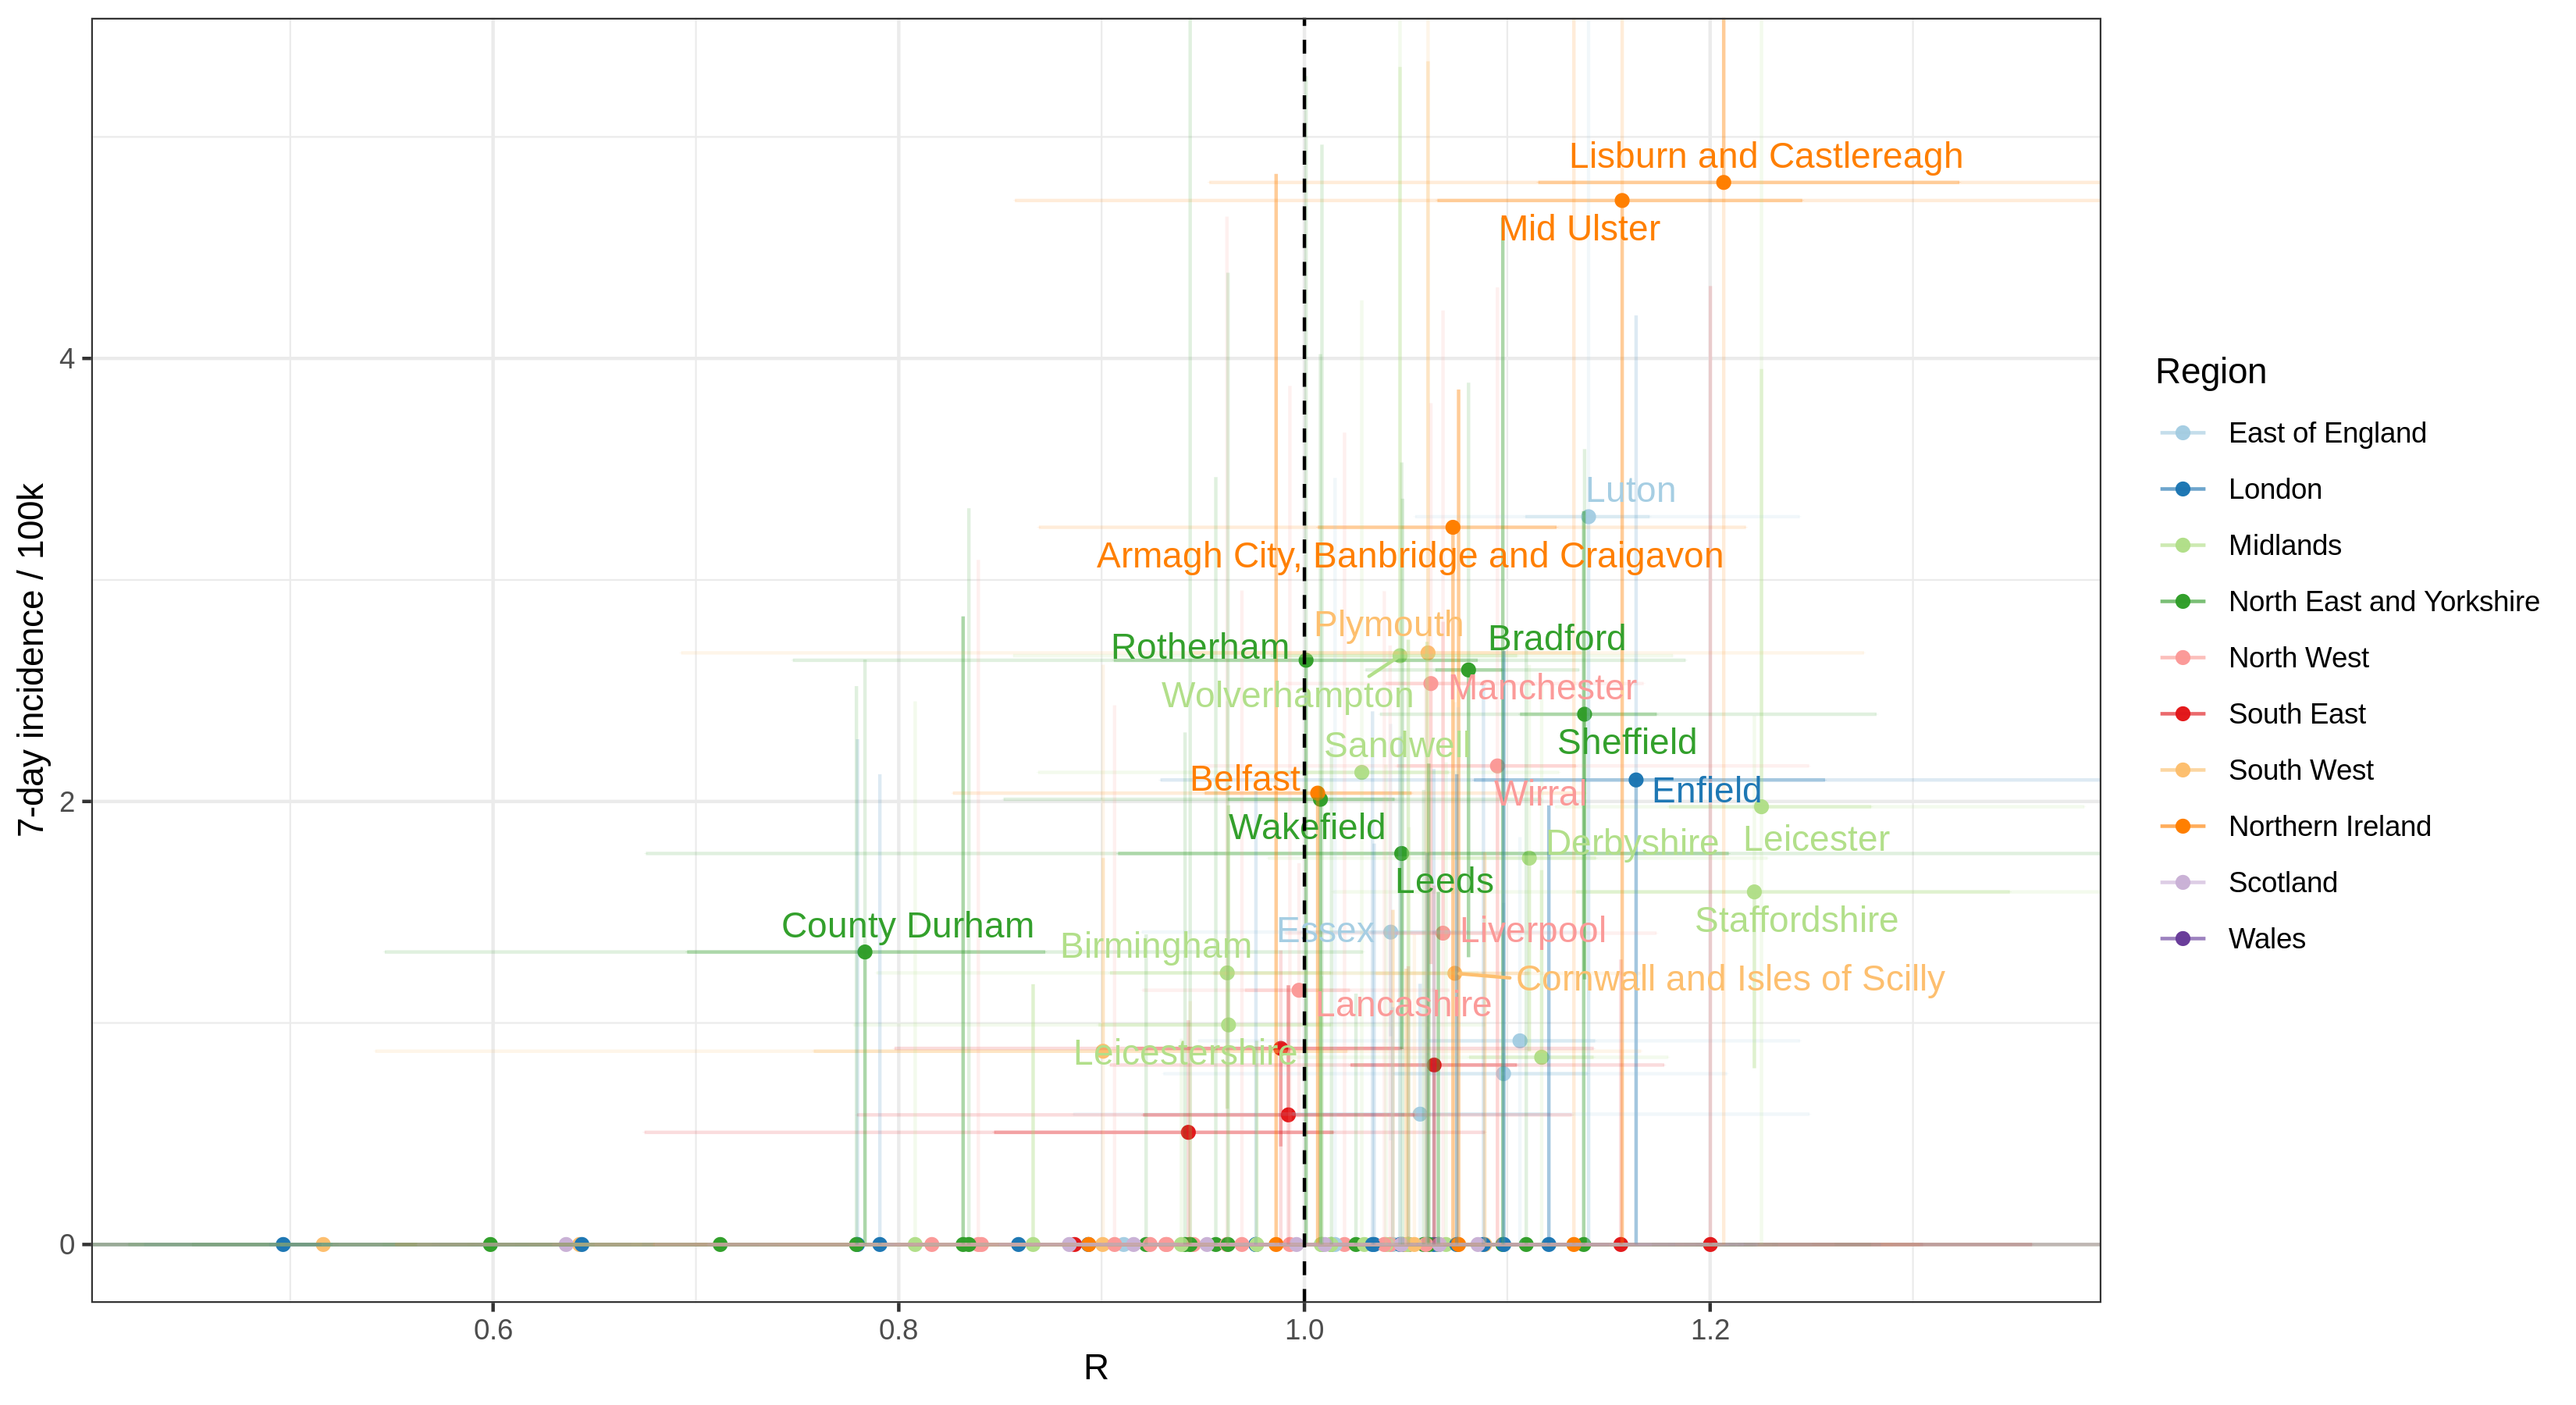 Lisburn and Castlereagh
Mid Ulster
4
Luton
Armagh City, Banbridge and Craigavon
Plymouth
Rotherham
Bradford
Wolverhampton
Manchester
Sandwell
Sheffield
Belfast
Wirral
Enfield
2
Wakefield
Derbyshire
Leicester
Leeds
Staffordshire
County Durham
Essex
Liverpool
Birmingham
Cornwall and Isles of Scilly
Lancashire
Leicestershire
0
0.6
0.8
1.0
1.2
R
7-day incidence / 100k
Region
East of England
London
Midlands
North East and Yorkshire
North West
South East
South West
Northern Ireland
Scotland
Wales